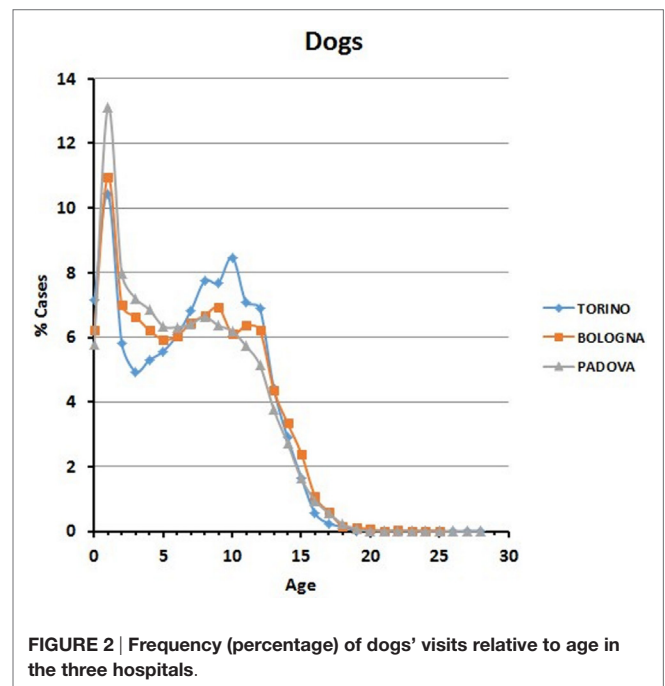 Dogs
14
12
10
8
6
4
2
0
% Cases
0 5 10 15 20 25 30
Age
TORINO
BOLOGNA
PADOVA
FIGURE 2 | Frequency (percentage) of dogs’ visits relative to age in
the three hospitals.